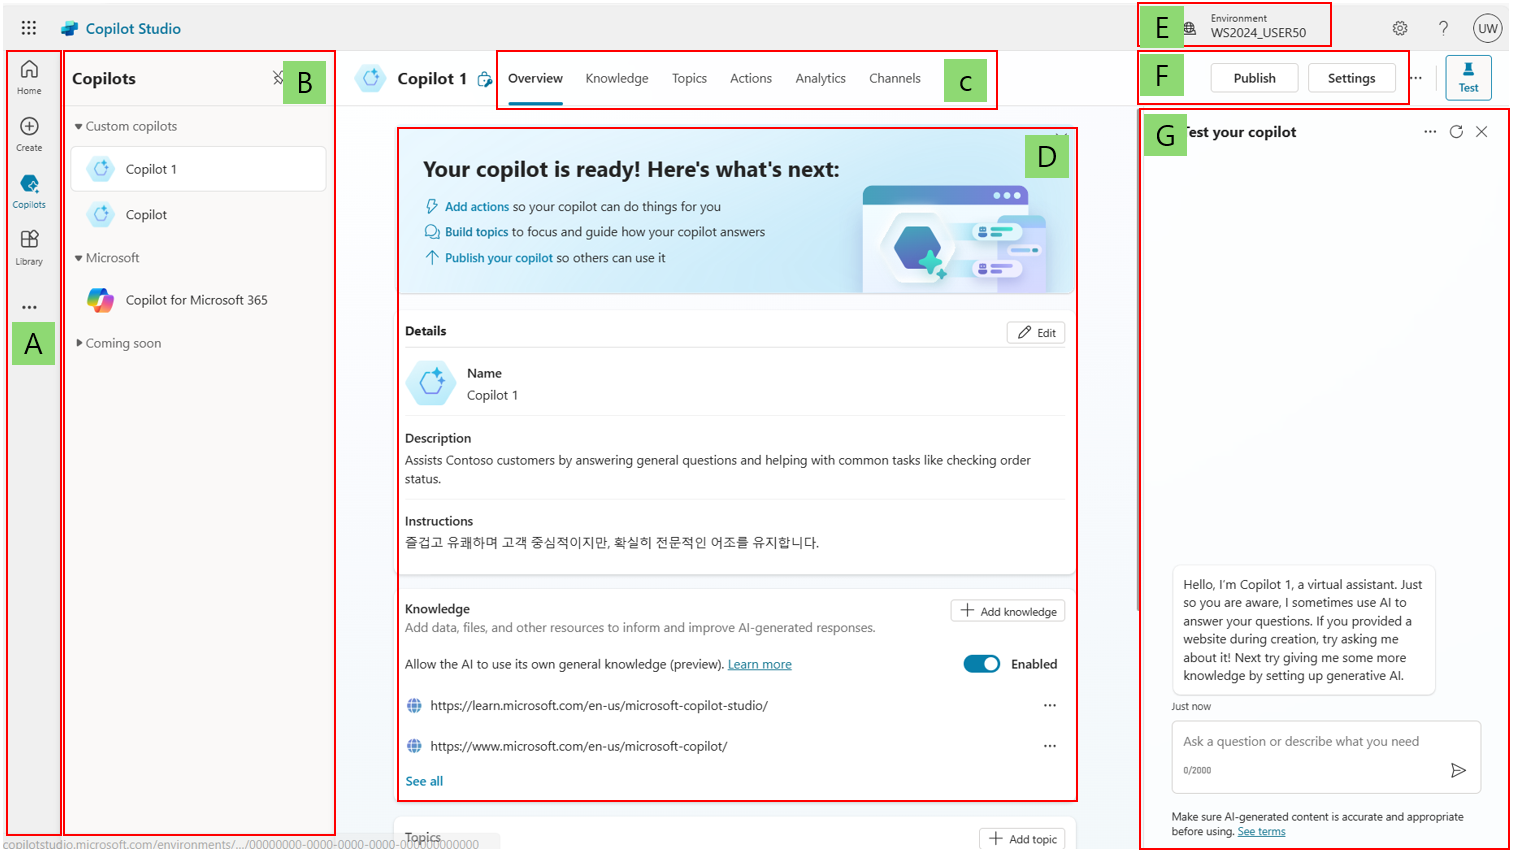 Copilot Studio
E
Environment
WS2024_USER50
UW
Home
Create
Copilots
Library
A
Copilots
B
Custom copilots
Copilot 1
Copilot
Microsoft
Copilot for Microsoft 365
Coming soon
Copilot 1
Overview
Knowledge
Topics
Actions
Analytics
Channels
c
F
Publish
Settings
Test
D
Your copilot is ready! Here's what's next:
Add actions so your copilot can do things for you
Build topics to focus and guide how your copilot answers
Publish your copilot so others can use it
Details
Edit
Name
Copilot 1
Description
Assists Contoso customers by answering general questions and helping with common tasks like checking order
status.
Instructions
즐겁고 유쾌하며 고객 중심적이지만, 확실히 전문적인 어조를 유지합니다.
Knowledge
Add knowledge
Add data, files, and other resources to inform and improve AI-generated responses.
Allow the AI to use its own general knowledge (preview). Learn more
Enabled
https://learn.microsoft.com/en-us/microsoft-copilot-studio/
https://www.microsoft.com/en-us/microsoft-copilot/
See all
Topics
Add topic
G
Test your copilot
Hello, I'm Copilot 1, a virtual assistant. Just
so you are aware, I sometimes use AI to
answer your questions. If you provided a
website during creation, try asking me
about it! Next try giving me some more
knowledge by setting up generative AI.
Just now
Ask a question or describe what you need
0/2000
Make sure AI-generated content is accurate and appropriate
before using. See terms
copilotstudio.microsoft.com/environments/.../00000000-0000-0000-0000-000000000000